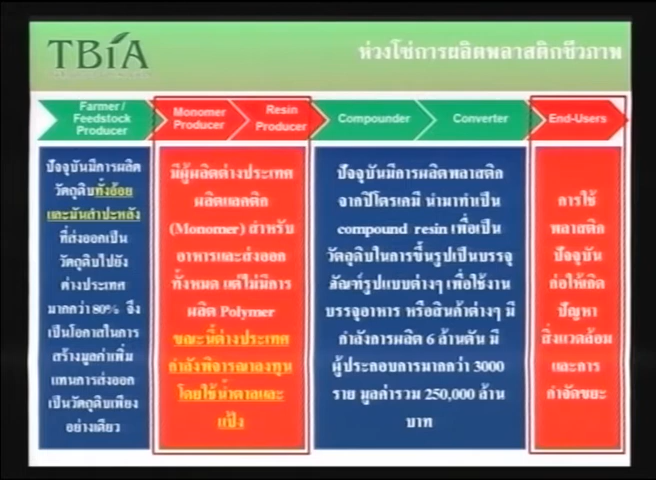 TBIA
ห่วงโซ่การผลิตพลาสติกชีวภาพ
Farmer /
Feedstock
Producer
Monomer
Producer
Resin
Producer
Compounder
Converter
End-Users
ปัจจุบันมีการผลิต
วัตถุดิบทั้งอ้อย
และมันสำปะหลัง
ที่ส่งออกเป็น
วัตถุดิบไปยัง
ต่างประเทศ
มากกว่า 80% จึง
เป็นโอกาสในการ
สร้างมูลค่าเพิ่ม
แทนการส่งออก
เป็นวัตถุดิบเพียง
อย่างเดียว
มีผู้ผลิตต่างประเทศ
ผลิตแลคติก
(Monomer) สำหรับ
อาหารและส่งออก
ทั้งหมด แต่ไม่มีการ
ผลิต Polymer
ขณะนี้ต่างประเทศ
กำลังพิจารณาลงทุน
โดยใช้น้ำตาลและ
แป้ง
ปัจจุบันมีการผลิตพลาสติก
จากปิโตรเคมี นำมาทำเป็น
compound resin เพื่อเป็น
วัตถุดิบในการขึ้นรูปเป็นบรรจุ
ภัณฑ์รูปแบบต่างๆ เพื่อใช้งาน
บรรจุอาหาร หรือสินค้าต่างๆ มี
กำลังการผลิต 6 ล้านตัน มี
ผู้ประกอบการมากกว่า 3000
ราย มูลค่ารวม 250,000 ล้าน
บาท
การใช้
พลาสติก
ปัจจุบัน
ก่อให้เกิด
ปัญหา
สิ่งแวดล้อม
และการ
กำจัดขยะ